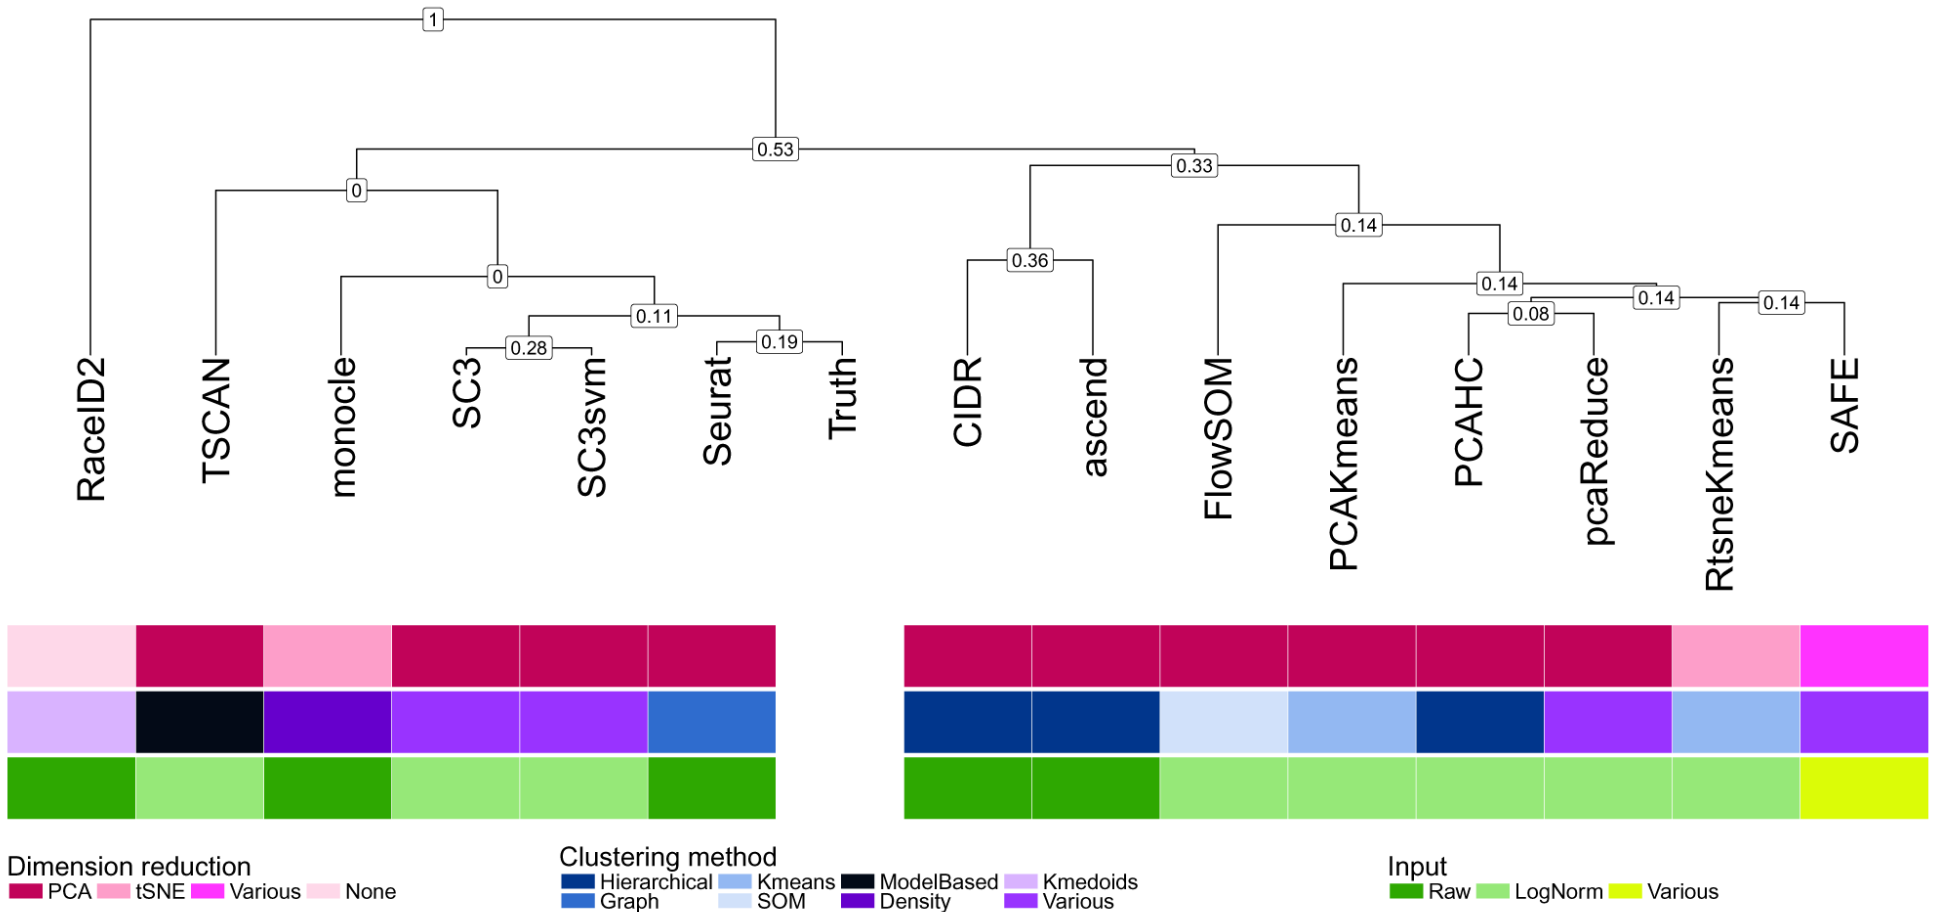 1
0.53
0.33
0
0.14
0.36
0
0.14
0.14
0.14
0.11
0.08
0.28
0.19
RaceID2
TSCAN
monocle
SC3
SC3svm
Seurat
Truth
CIDR
ascend
FlowSOM
PCAKmeans
PCAHC
pcaReduce
RtsneKmeans
SAFE
Dimension reduction
PCA tSNE Various None
Clustering method
Hierarchical Kmeans ModelBased Kmedoids
Graph SOM Density Various
Input
Raw LogNorm Various